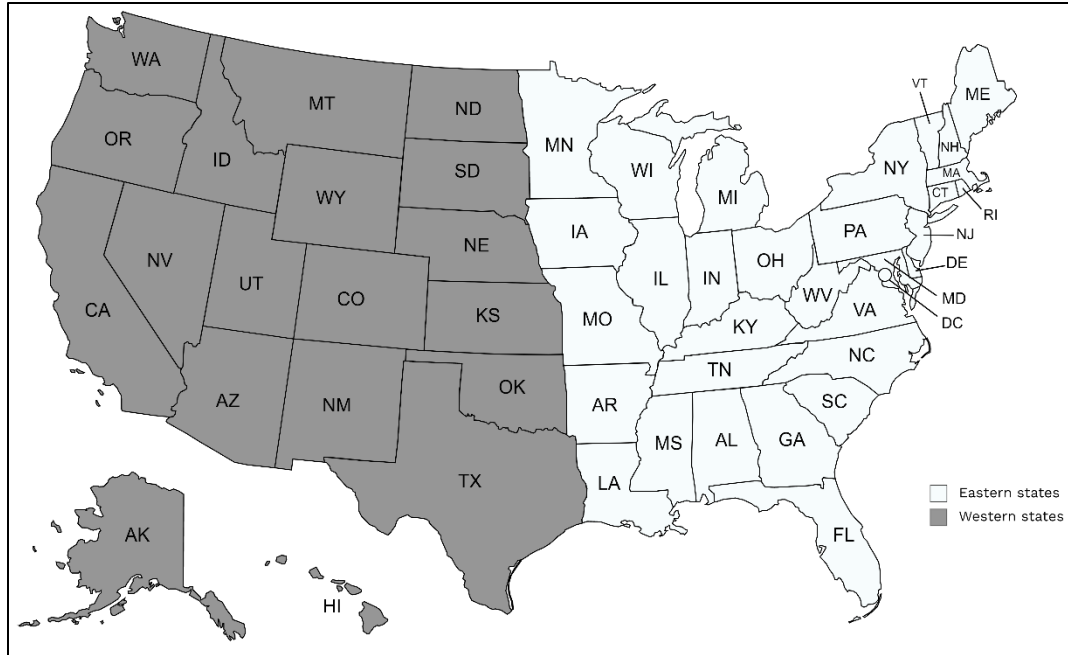 WA
MT
ND
MN
VT
ME
OR
ID
SD
WI
NY
NH
MA
WY
MI
CT
RI
NE
IA
PA
NJ
NV
UT
CO
IL
IN
OH
DE
CA
KS
MO
WV
VA
MD
KY
DC
AZ
NM
OK
AR
TN
NC
SC
TX
LA
MS
AL
GA
Eastern states
Western states
AK
FL
HI